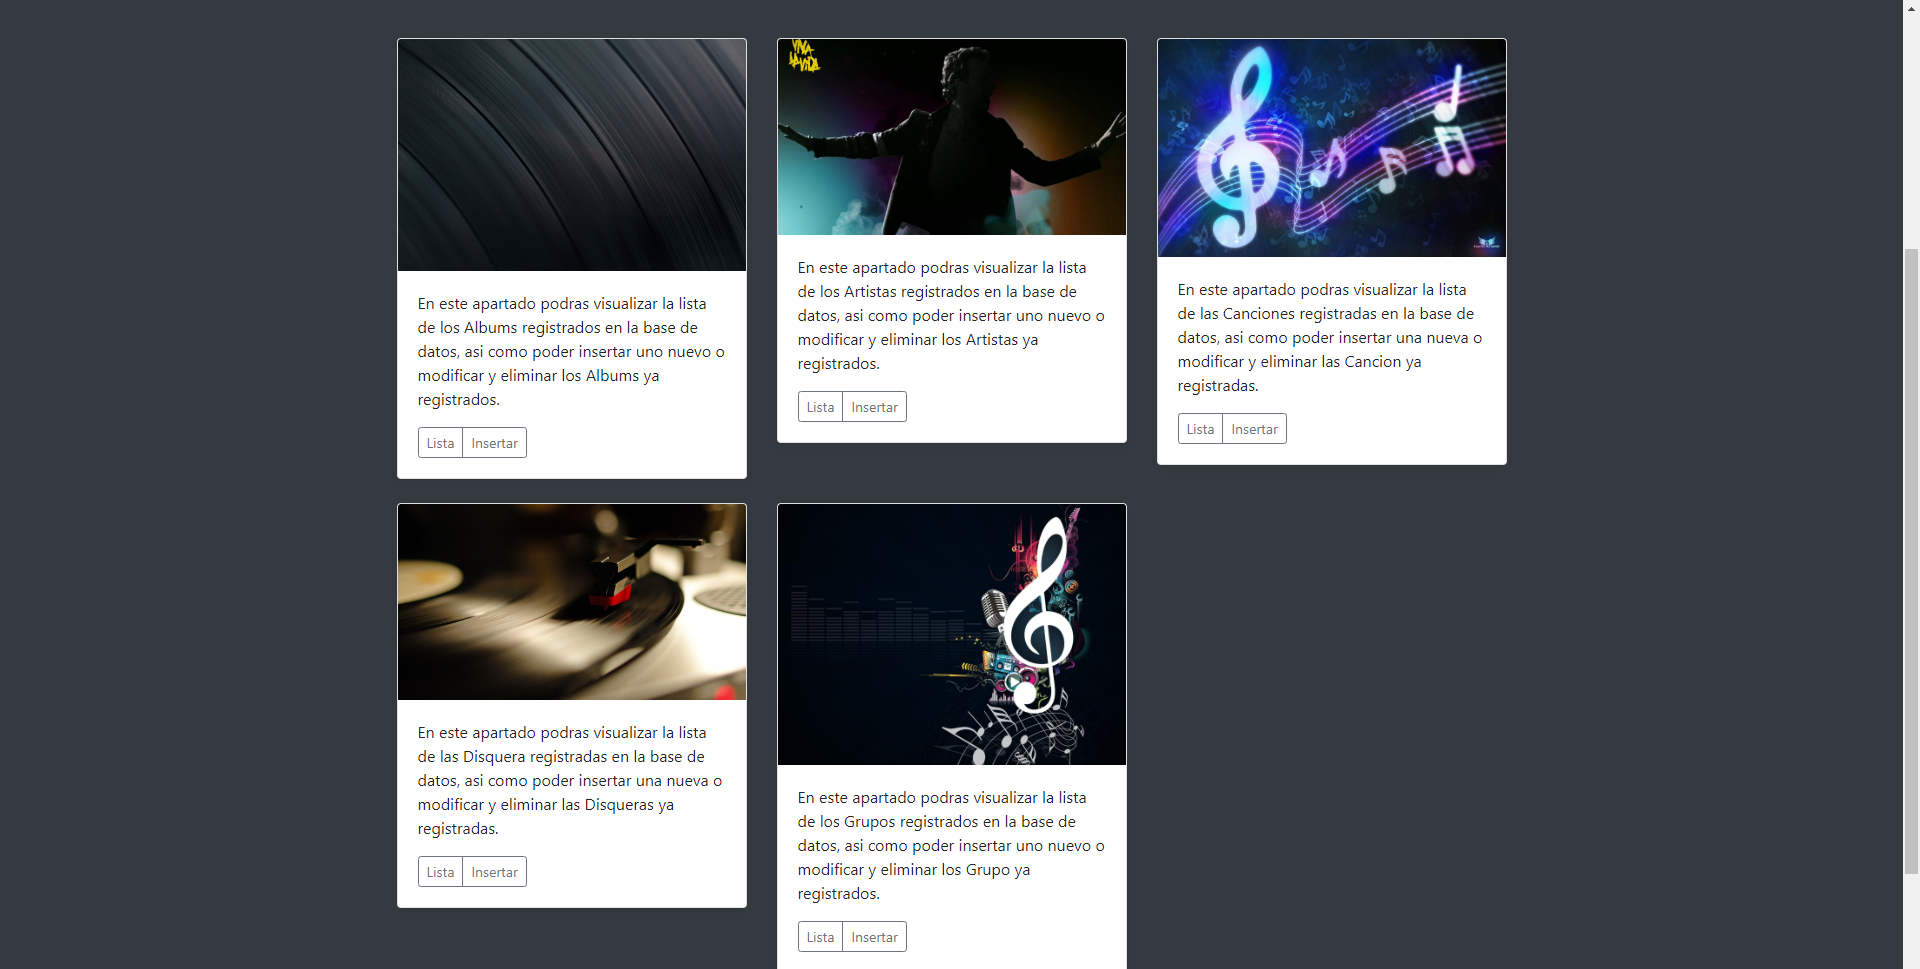 VIVA
LA VIDA
En este apartado podras visualizar la lista
de los Albums registrados en la base de
datos, asi como poder insertar uno nuevo o
modificar y eliminar los Albums ya
registrados.
Lista Insertar
En este apartado podras visualizar la lista
de los Artistas registrados en la base de
datos, asi como poder insertar uno nuevo o
modificar y eliminar los Artistas ya
registrados.
Lista Insertar
En este apartado podras visualizar la lista
de las Canciones registradas en la base de
datos, asi como poder insertar una nueva o
modificar y eliminar las Cancion ya
registradas.
Lista Insertar
En este apartado podras visualizar la lista
de las Disquera registradas en la base de
datos, asi como poder insertar una nueva o
modificar y eliminar las Disqueras ya
registradas.
Lista Insertar
En este apartado podras visualizar la lista
de los Grupos registrados en la base de
datos, asi como poder insertar uno nuevo o
modificar y eliminar los Grupo ya
registrados.
Lista Insertar